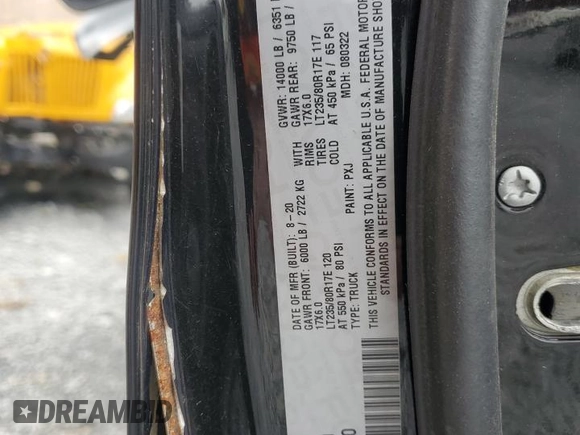 DATE OF MFR (BUILT): 8-20 GVWR: 14000 LB / 6351
GAWR FRONT: 6000 LB / 2722 KG WITH GAWR REAR: 9750 LB /
17X6.0 RIMS 17X6.0
LT235/80R17E 120 TIRES LT235/80R17E 117
AT 550 kPa / 80 PSI COLD AT 450 kPa / 65 PSI
TYPE: TRUCK PAINT: PXJ MDH: 080322
THIS VEHICLE CONFORMS TO ALL APPLICABLE U.S.A. FEDERAL MOTOR
STANDARDS IN EFFECT ON THE DATE OF MANUFACTURE SHO
DREAMBID